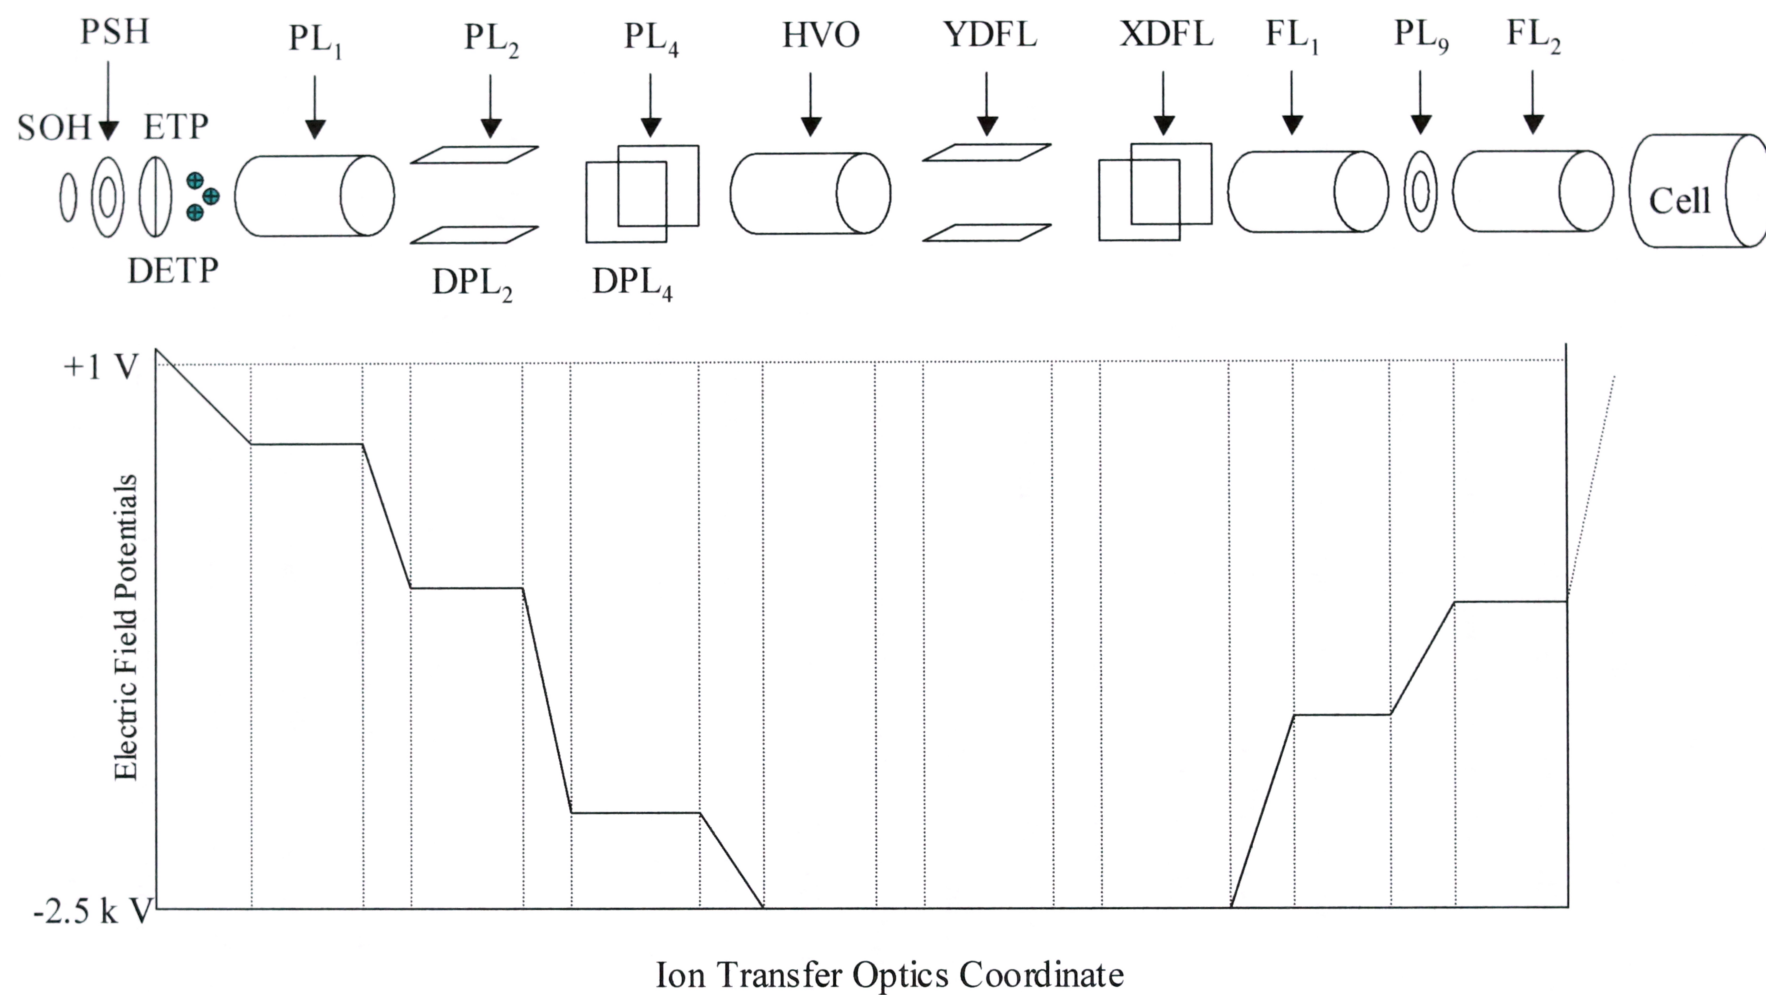 PSH PL₁ PL₂ PL₄ HVO YDFL XDFL FL₁ PL₉ FL₂
SOH ETP
Cell
DETP DPL₂ DPL₄
+1 V
Electric Field Potentials
-2.5 k V
Ion Transfer Optics Coordinate